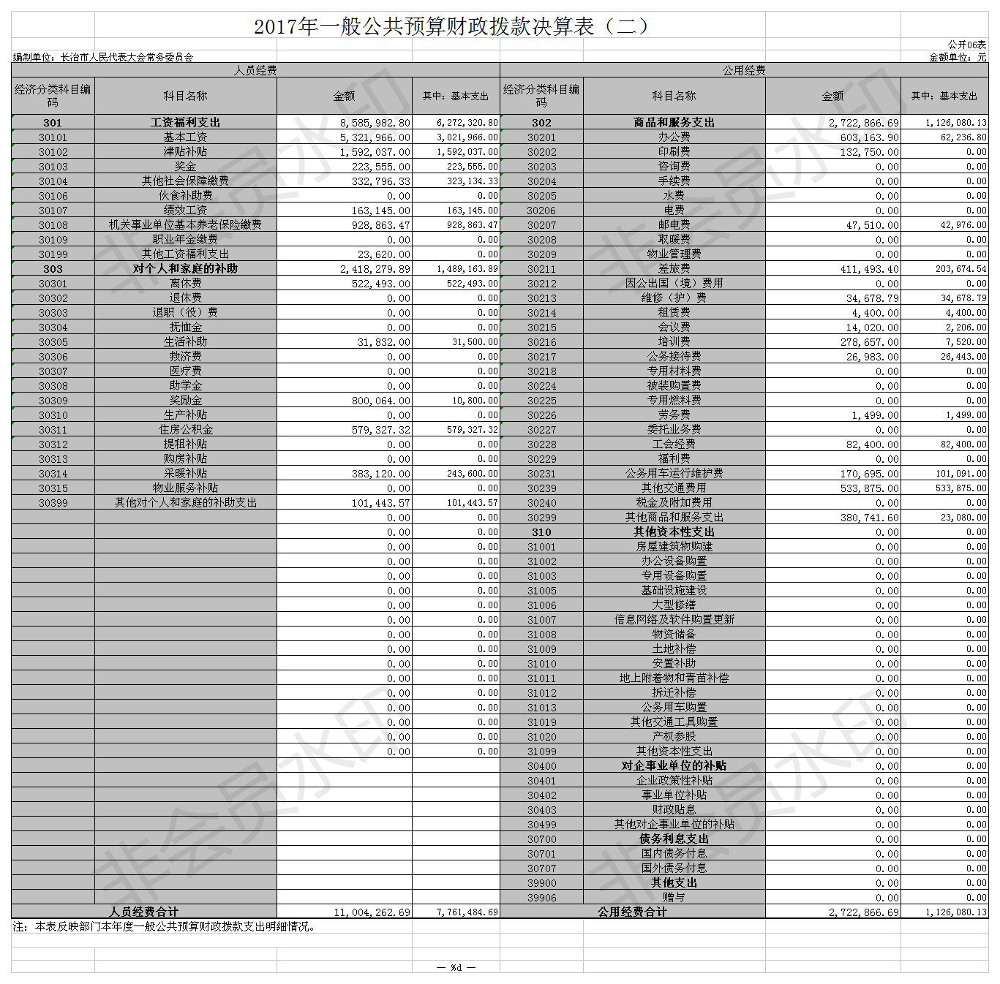 2017年一般公共预算财政拨款决算表（二）
公开06表
编制单位：长治市人民代表大会常务委员会 金额单位：元
人员经费 公用经费
经济分类科目编码 科目名称 金额 其中：基本支出 经济分类科目编码 科目名称 金额 其中：基本支出
301 工资福利支出 8,585,982.80 6,272,320.80 302 商品和服务支出 2,722,866.69 1,126,080.13
30101 基本工资 5,321,966.00 3,021,966.00 30201 办公费 603,163.90 62,236.80
30102 津贴补贴 1,592,037.00 1,592,037.00 30202 印刷费 132,750.00 0.00
30103 奖金 223,555.00 223,555.00 30203 咨询费 0.00 0.00
30104 其他社会保障缴费 332,796.33 323,134.33 30204 手续费 0.00 0.00
30106 伙食补助费 0.00 0.00 30205 水费 0.00 0.00
30107 绩效工资 163,145.00 163,145.00 30206 电费 0.00 0.00
30108 机关事业单位基本养老保险缴费 928,863.47 928,863.47 30207 邮电费 47,510.00 42,976.00
30109 职业年金缴费 0.00 0.00 30208 取暖费 0.00 0.00
30199 其他工资福利支出 23,620.00 0.00 30209 物业管理费 0.00 0.00
303 对个人和家庭的补助 2,418,279.89 1,489,163.89 30211 差旅费 411,493.40 203,674.54
30301 离休费 522,493.00 522,493.00 30212 因公出国（境）费用 0.00 0.00
30302 退休费 0.00 0.00 30213 维修（护）费 34,678.79 34,678.79
30303 退职（役）费 0.00 0.00 30214 租赁费 4,400.00 4,400.00
30304 抚恤金 0.00 0.00 30215 会议费 14,020.00 2,206.00
30305 生活补助 31,832.00 31,500.00 30216 培训费 278,657.00 7,520.00
30306 救济费 0.00 0.00 30217 公务接待费 26,983.00 26,443.00
30307 医疗费 0.00 0.00 30218 专用材料费 0.00 0.00
30308 助学金 0.00 0.00 30224 被装购置费 0.00 0.00
30309 奖励金 800,064.00 10,800.00 30225 专用燃料费 0.00 0.00
30310 生产补贴 0.00 0.00 30226 劳务费 1,499.00 1,499.00
30311 住房公积金 579,327.32 579,327.32 30227 委托业务费 0.00 0.00
30312 提租补贴 0.00 0.00 30228 工会经费 82,400.00 82,400.00
30313 购房补贴 0.00 0.00 30229 福利费 0.00 0.00
30314 采暖补贴 383,120.00 243,600.00 30231 公务用车运行维护费 170,695.00 101,091.00
30315 物业服务补贴 0.00 0.00 30239 其他交通费用 533,875.00 533,875.00
30399 其他对个人和家庭的补助支出 101,443.57 101,443.57 30240 税金及附加费用 0.00 0.00
0.00 0.00 30299 其他商品和服务支出 380,741.60 23,080.00
0.00 0.00 310 其他资本性支出 0.00 0.00
0.00 0.00 31001 房屋建筑物购建 0.00 0.00
0.00 0.00 31002 办公设备购置 0.00 0.00
0.00 0.00 31003 专用设备购置 0.00 0.00
0.00 0.00 31005 基础设施建设 0.00 0.00
0.00 0.00 31006 大型修缮 0.00 0.00
0.00 0.00 31007 信息网络及软件购置更新 0.00 0.00
0.00 0.00 31008 物资储备 0.00 0.00
0.00 0.00 31009 土地补偿 0.00 0.00
0.00 0.00 31010 安置补助 0.00 0.00
0.00 0.00 31011 地上附着物和青苗补偿 0.00 0.00
0.00 0.00 31012 拆迁补偿 0.00 0.00
0.00 0.00 31013 公务用车购置 0.00 0.00
0.00 0.00 31019 其他交通工具购置 0.00 0.00
0.00 0.00 31020 产权参股 0.00 0.00
0.00 0.00 31099 其他资本性支出 0.00 0.00
30400 对企事业单位的补贴 0.00 0.00
30401 企业政策性补贴 0.00 0.00
30402 事业单位补贴 0.00 0.00
30403 财政贴息 0.00 0.00
30499 其他对企事业单位的补贴 0.00 0.00
30700 债务利息支出 0.00 0.00
30701 国内债务付息 0.00 0.00
30707 国外债务付息 0.00 0.00
39900 其他支出 0.00 0.00
39906 赠与 0.00 0.00
人员经费合计 11,004,262.69 7,761,484.69 公用经费合计 2,722,866.69 1,126,080.13
注：本表反映部门本年度一般公共预算财政拨款支出明细情况。
— %d —
非会员水印
非会员水印
非会员水印
非会员水印